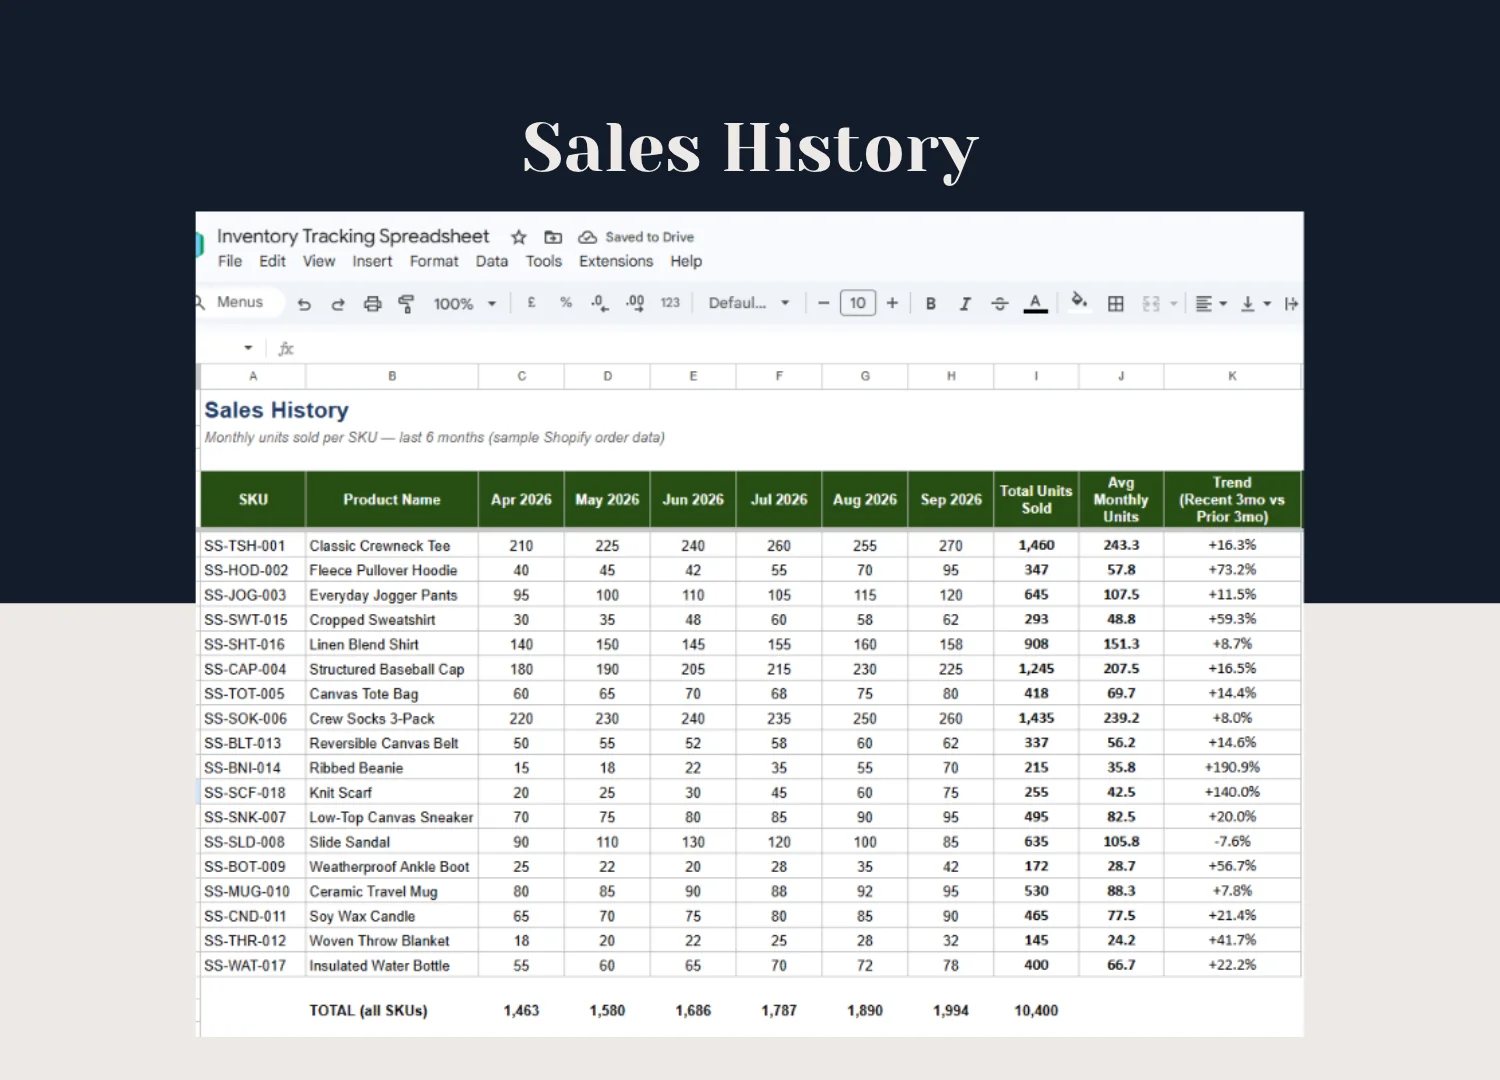 Sales History
Inventory Tracking Spreadsheet Saved to Drive
File Edit View Insert Format Data Tools Extensions Help
Menus 100% £ % .0 .00 123 Defaul... − 10 + B I S A
fx
A B C D E F G H I J K
Sales History
Monthly units sold per SKU — last 6 months (sample Shopify order data)
SKU Product Name Apr 2026 May 2026 Jun 2026 Jul 2026 Aug 2026 Sep 2026 Total Units Sold Avg Monthly Units Trend (Recent 3mo vs Prior 3mo)
SS-TSH-001 Classic Crewneck Tee 210 225 240 260 255 270 1,460 243.3 +16.3%
SS-HOD-002 Fleece Pullover Hoodie 40 45 42 55 70 95 347 57.8 +73.2%
SS-JOG-003 Everyday Jogger Pants 95 100 110 105 115 120 645 107.5 +11.5%
SS-SWT-015 Cropped Sweatshirt 30 35 48 60 58 62 293 48.8 +59.3%
SS-SHT-016 Linen Blend Shirt 140 150 145 155 160 158 908 151.3 +8.7%
SS-CAP-004 Structured Baseball Cap 180 190 205 215 230 225 1,245 207.5 +16.5%
SS-TOT-005 Canvas Tote Bag 60 65 70 68 75 80 418 69.7 +14.4%
SS-SOK-006 Crew Socks 3-Pack 220 230 240 235 250 260 1,435 239.2 +8.0%
SS-BLT-013 Reversible Canvas Belt 50 55 52 58 60 62 337 56.2 +14.6%
SS-BNI-014 Ribbed Beanie 15 18 22 35 55 70 215 35.8 +190.9%
SS-SCF-018 Knit Scarf 20 25 30 45 60 75 255 42.5 +140.0%
SS-SNK-007 Low-Top Canvas Sneaker 70 75 80 85 90 95 495 82.5 +20.0%
SS-SLD-008 Slide Sandal 90 110 130 120 100 85 635 105.8 -7.6%
SS-BOT-009 Weatherproof Ankle Boot 25 22 20 28 35 42 172 28.7 +56.7%
SS-MUG-010 Ceramic Travel Mug 80 85 90 88 92 95 530 88.3 +7.8%
SS-CND-011 Soy Wax Candle 65 70 75 80 85 90 465 77.5 +21.4%
SS-THR-012 Woven Throw Blanket 18 20 22 25 28 32 145 24.2 +41.7%
SS-WAT-017 Insulated Water Bottle 55 60 65 70 72 78 400 66.7 +22.2%
TOTAL (all SKUs) 1,463 1,580 1,686 1,787 1,890 1,994 10,400